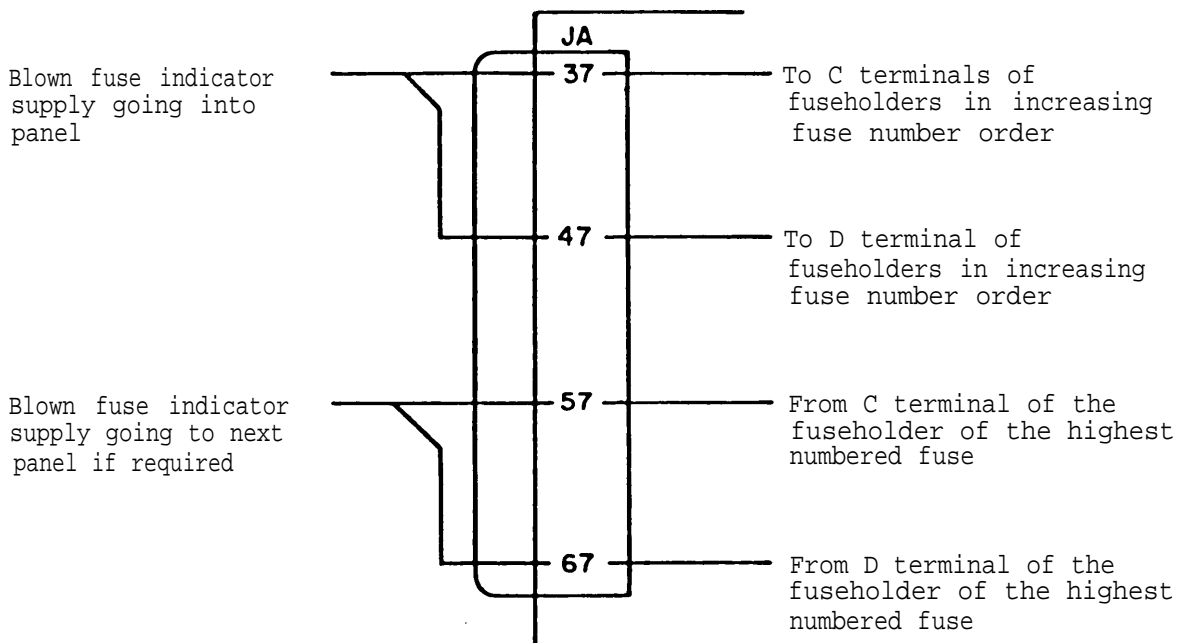 JA
Blown fuse indicator
supply going into
panel
37
To C terminals of
fuseholders in increasing
fuse number order
47
To D terminal of
fuseholders in increasing
fuse number order
Blown fuse indicator
supply going to next
panel if required
57
From C terminal of the
fuseholder of the highest
numbered fuse
67
From D terminal of the
fuseholder of the highest
numbered fuse